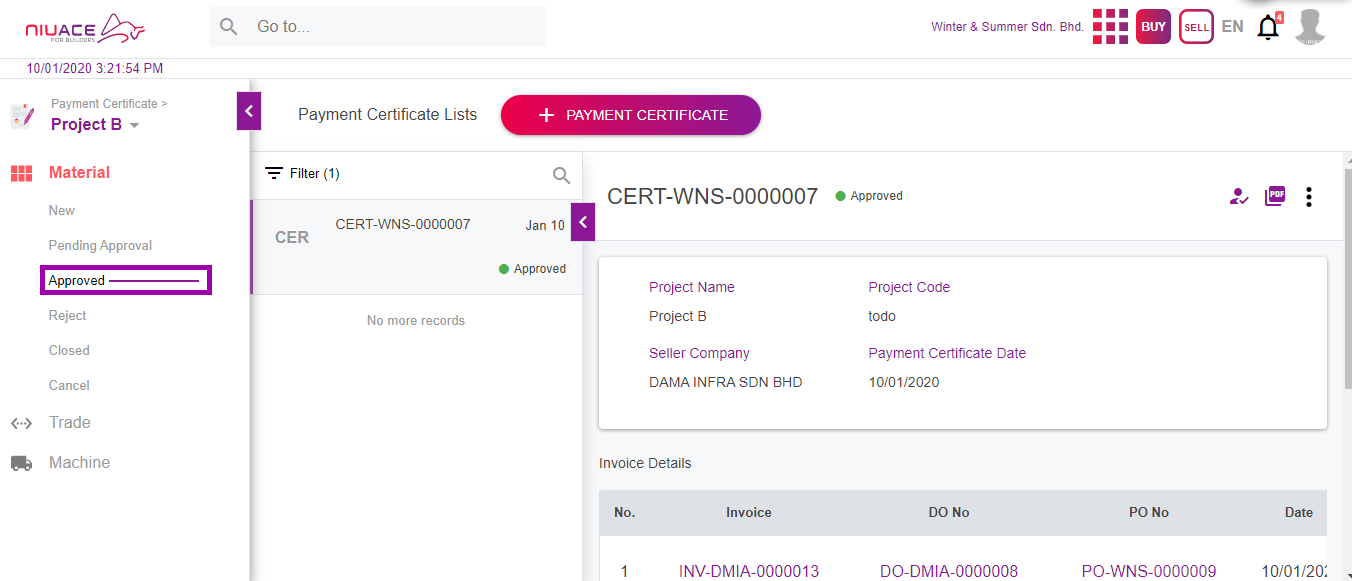 NIUACE
FOR BUILDERS
Go to...
Winter & Summer Sdn. Bhd.
BUY
SELL
EN
4
10/01/2020 3:21:54 PM
Payment Certificate >
Project B
Payment Certificate Lists
+ PAYMENT CERTIFICATE
Material
New
Pending Approval
Approved
Reject
Closed
Cancel
Trade
Machine
Filter (1)
CER
CERT-WNS-0000007
Jan 10
Approved
No more records
CERT-WNS-0000007
Approved
PDF
Project Name
Project Code
Project B
todo
Seller Company
Payment Certificate Date
DAMA INFRA SDN BHD
10/01/2020
Invoice Details
No. Invoice DO No PO No Date
1 INV-DMIA-0000013 DO-DMIA-0000008 PO-WNS-0000009 10/01/202